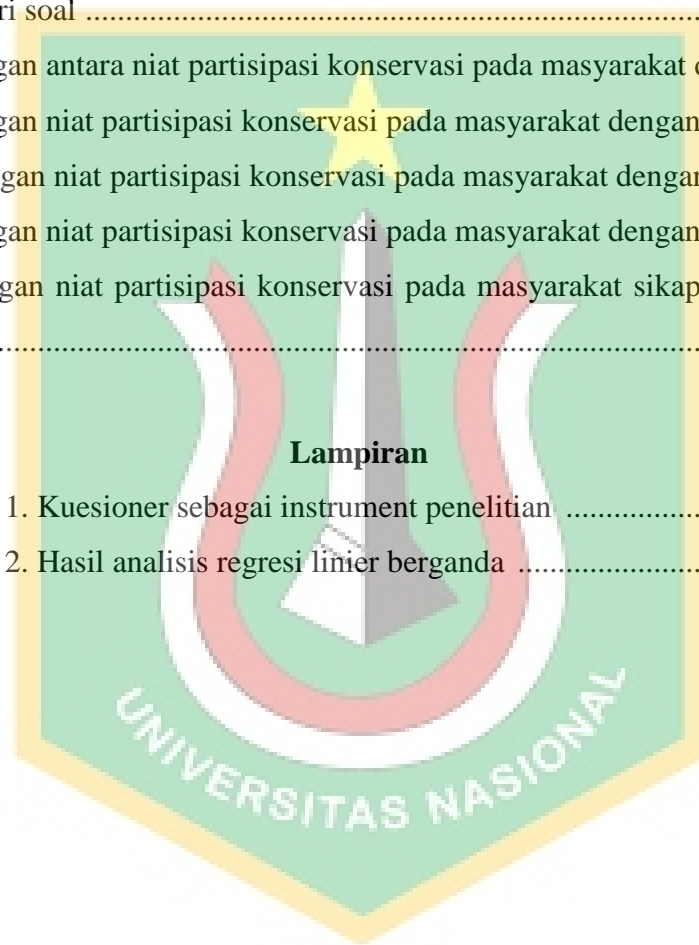 ri soal ................................................................
gan antara niat partisipasi konservasi pada masyarakat
gan niat partisipasi konservasi pada masyarakat dengan
gan niat partisipasi konservasi pada masyarakat dengan
gan niat partisipasi konservasi pada masyarakat dengan
gan niat partisipasi konservasi pada masyarakat sikap
................................................................
Lampiran
1. Kuesioner sebagai instrument penelitian ..................
2. Hasil analisis regresi linier berganda ........................
UNIVERSITAS NASIONAL